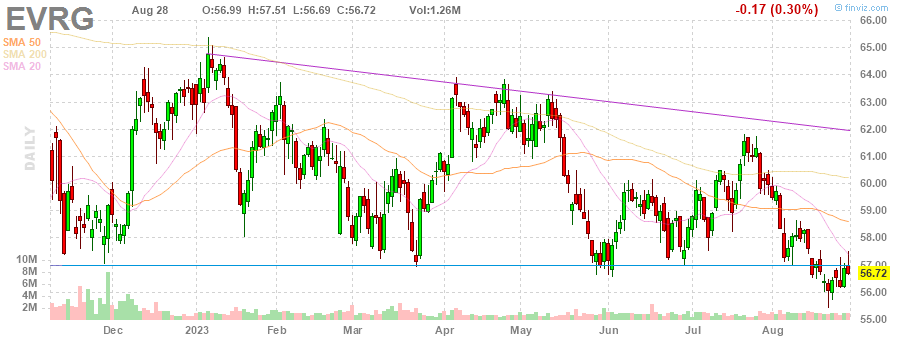 EVRG Aug 28 O:56.99 H:57.51 L:56.69 C:56.72 Vol:1.26M -0.17 (0.30%) © finviz.com
SMA 50
SMA 200
SMA 20
DAILY
66.00
65.00
64.00
63.00
62.00
61.00
60.00
59.00
58.00
57.00
56.72
56.00
55.00
10M
8M
6M
4M
2M
Dec 2023 Feb Mar Apr May Jun Jul Aug